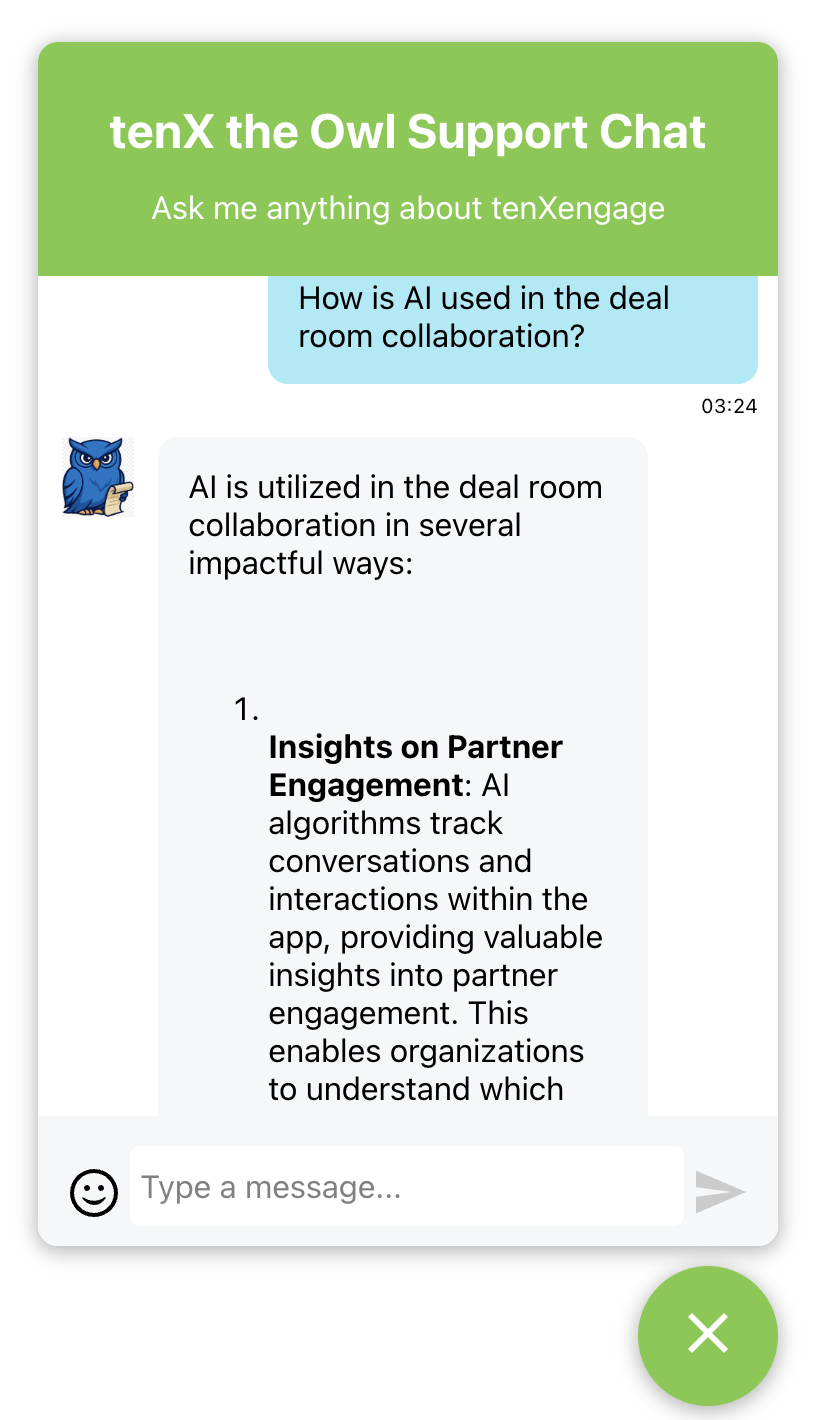 tenX the Owl Support Chat
Ask me anything about tenXengage
How is AI used in the deal
room collaboration?
03:24
AI is utilized in the deal room
collaboration in several
impactful ways:
1.
Insights on Partner
Engagement: AI
algorithms track
conversations and
interactions within the
app, providing valuable
insights into partner
engagement. This
enables organizations
to understand which
Type a message...